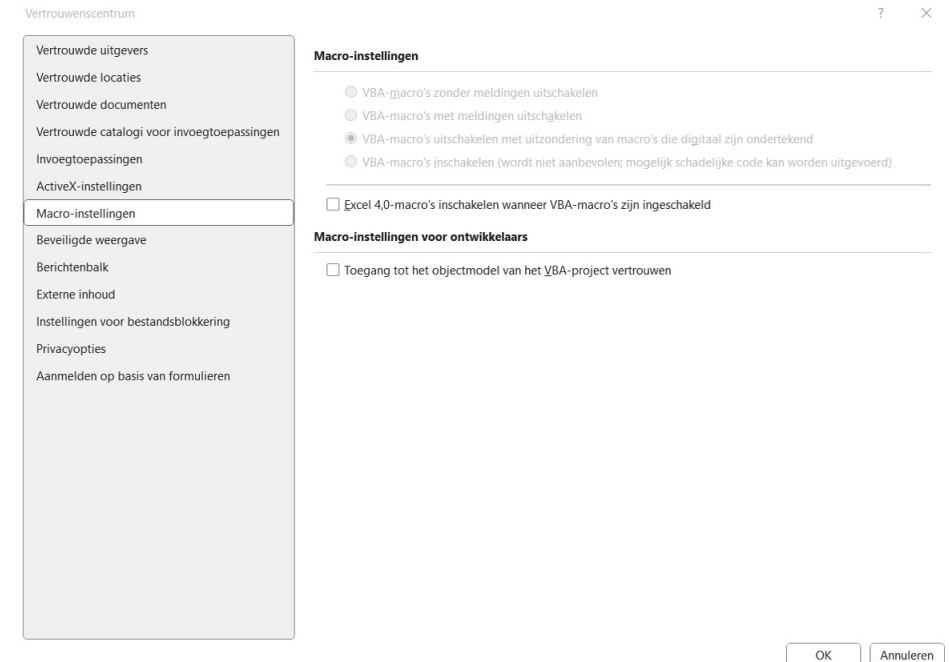 Vertrouwenscentrum
?
Vertrouwde uitgevers
Vertrouwde locaties
Vertrouwde documenten
Vertrouwde catalogi voor invoegtoepassingen
Invoegtoepassingen
ActiveX-instellingen
Macro-instellingen
Beveiligde weergave
Berichtenbalk
Externe inhoud
Instellingen voor bestandsblokkering
Privacyopties
Aanmelden op basis van formulieren
Macro-instellingen
VBA-macro's zonder meldingen uitschakelen
VBA-macro's met meldingen uitschakelen
VBA-macro's uitschakelen met uitzondering van macro's die digitaal zijn ondertekend
VBA-macro's inschakelen (wordt niet aanbevolen; mogelijk schadelijke code kan worden uitgevoerd)
Excel 4,0-macro's inschakelen wanneer VBA-macro's zijn ingeschakeld
Macro-instellingen voor ontwikkelaars
Toegang tot het objectmodel van het VBA-project vertrouwen
OK
Annuleren